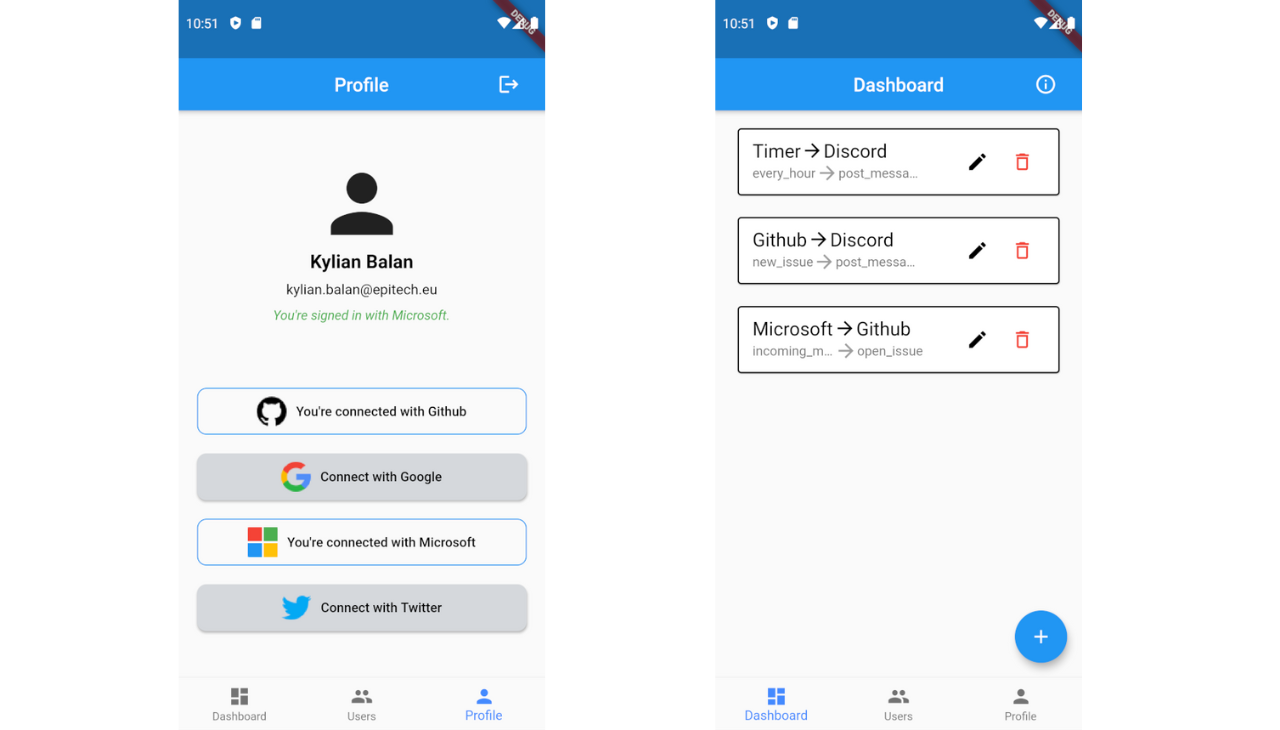 10:51
DEBUG
Profile
Kylian Balan
kylian.balan@epitech.eu
You're signed in with Microsoft.
You're connected with Github
Connect with Google
You're connected with Microsoft
Connect with Twitter
Dashboard Users Profile
10:51
DEBUG
Dashboard
Timer → Discord
every_hour → post_messa...
Github → Discord
new_issue → post_messa...
Microsoft → Github
incoming_m... → open_issue
Dashboard Users Profile